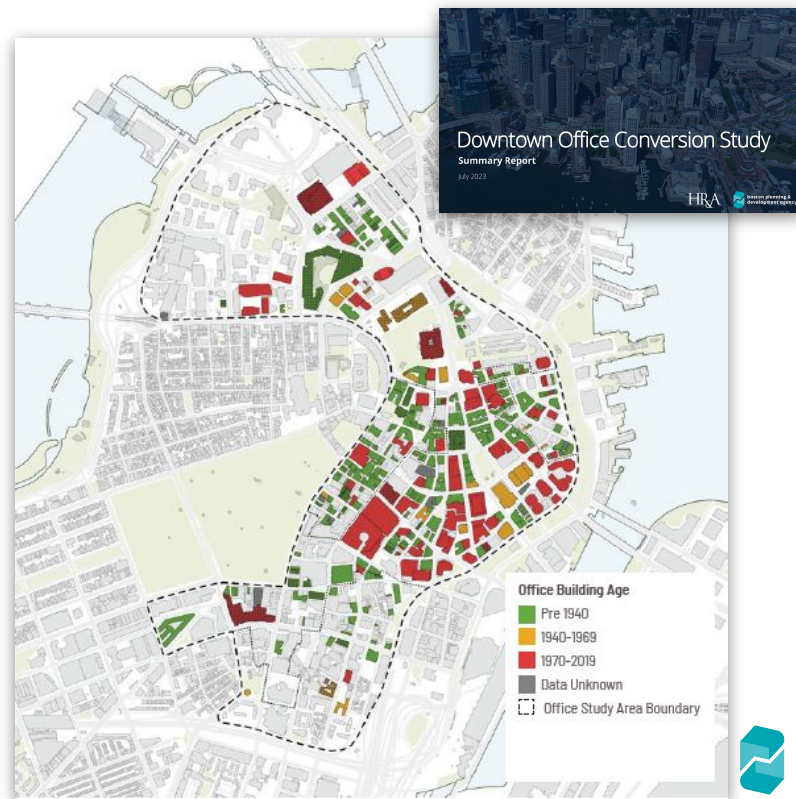 Downtown Office Conversion Study
Summary Report
July 2023
HR&A
boston planning &
development agency
Office Building Age
Pre 1940
1940-1969
1970-2019
Data Unknown
Office Study Area Boundary